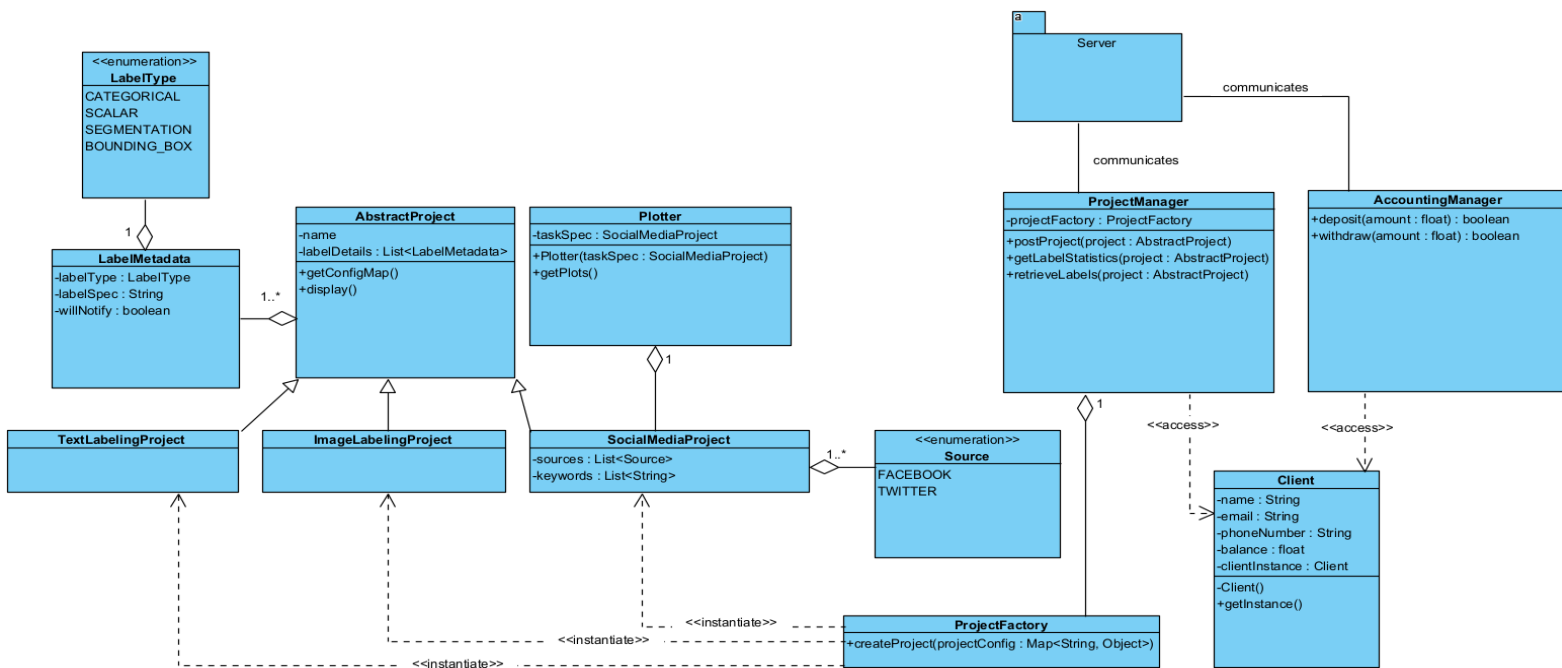 a
Server
<<enumeration>>
LabelType
CATEGORICAL
SCALAR
SEGMENTATION
BOUNDING_BOX
communicates
communicates
1
LabelMetadata
-labelType : LabelType
-labelSpec : String
-willNotify : boolean
1..*
AbstractProject
-name
-labelDetails : List<LabelMetadata>
+getConfigMap()
+display()
Plotter
-taskSpec : SocialMediaProject
+Plotter(taskSpec : SocialMediaProject)
+getPlots()
1
ProjectManager
-projectFactory : ProjectFactory
+postProject(project : AbstractProject)
+getLabelStatistics(project : AbstractProject)
+retrieveLabels(project : AbstractProject)
1
AccountingManager
+deposit(amount : float) : boolean
+withdraw(amount : float) : boolean
<<access>>
<<access>>
TextLabelingProject
ImageLabelingProject
SocialMediaProject
-sources : List<Source>
-keywords : List<String>
1..*
<<enumeration>>
Source
FACEBOOK
TWITTER
Client
-name : String
-email : String
-phoneNumber : String
-balance : float
-clientInstance : Client
-Client()
+getInstance()
<<instantiate>>
<<instantiate>>
<<instantiate>>
ProjectFactory
+createProject(projectConfig : Map<String, Object>)